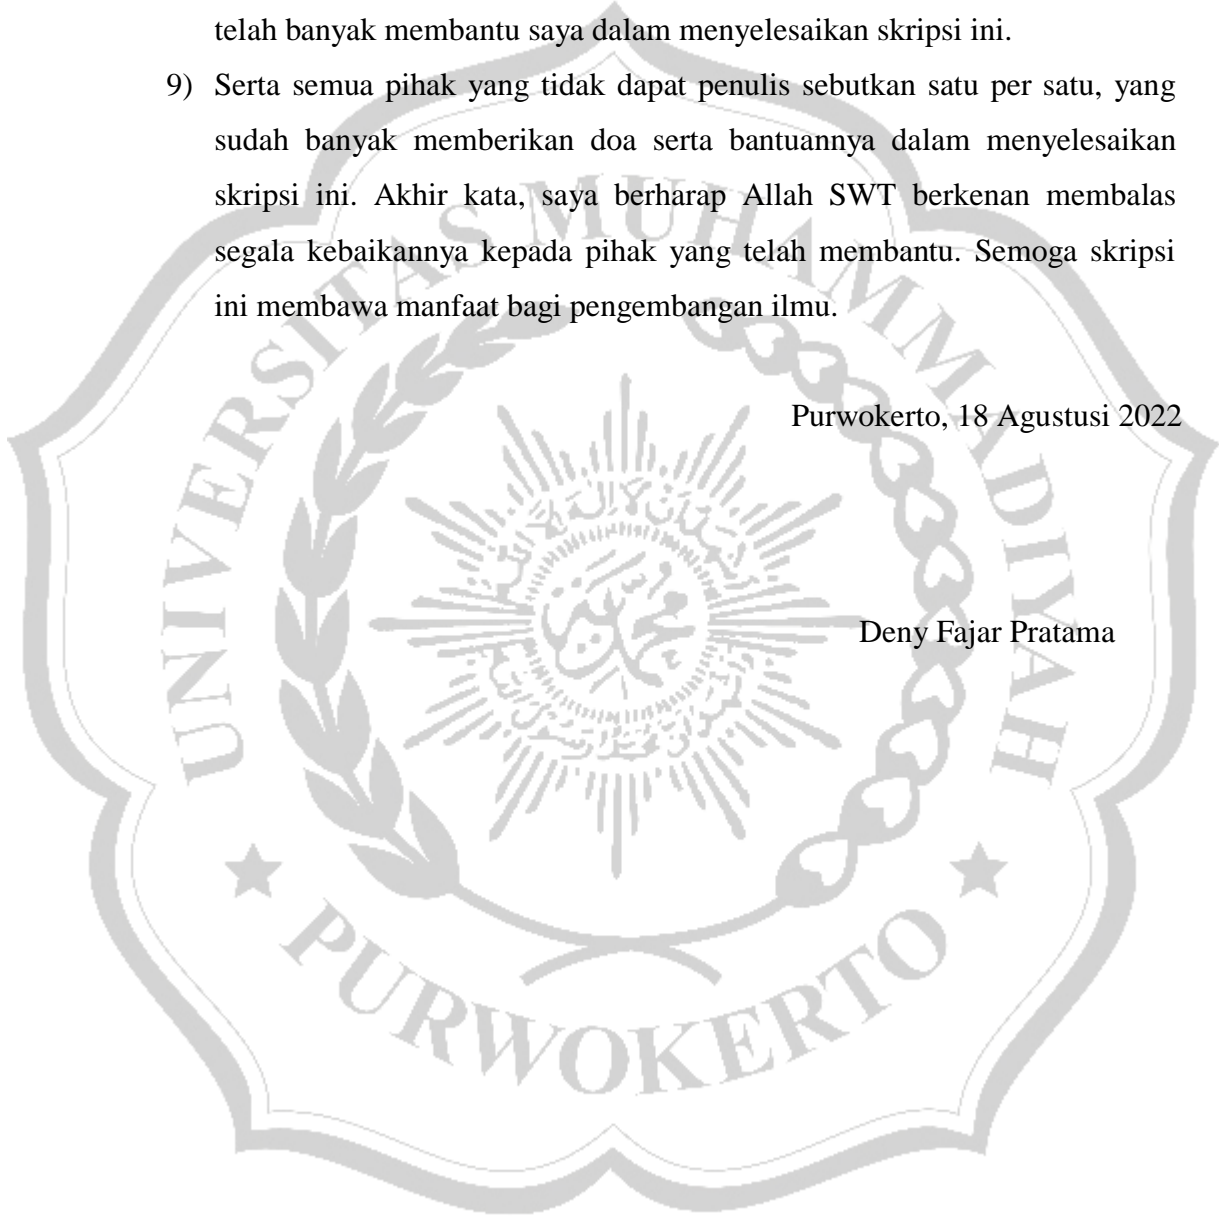 telah banyak membantu saya dalam menyelesaikan skripsi ini.
9) Serta semua pihak yang tidak dapat penulis sebutkan satu per satu, yang
sudah banyak memberikan doa serta bantuannya dalam menyelesaikan
skripsi ini. Akhir kata, saya berharap Allah SWT berkenan membalas
segala kebaikannya kepada pihak yang telah membantu. Semoga skripsi
ini membawa manfaat bagi pengembangan ilmu.
Purwokerto, 18 Agustusi 2022
Deny Fajar Pratama
UNIVERSITAS MUHAMMADIYAH
PURWOKERTO